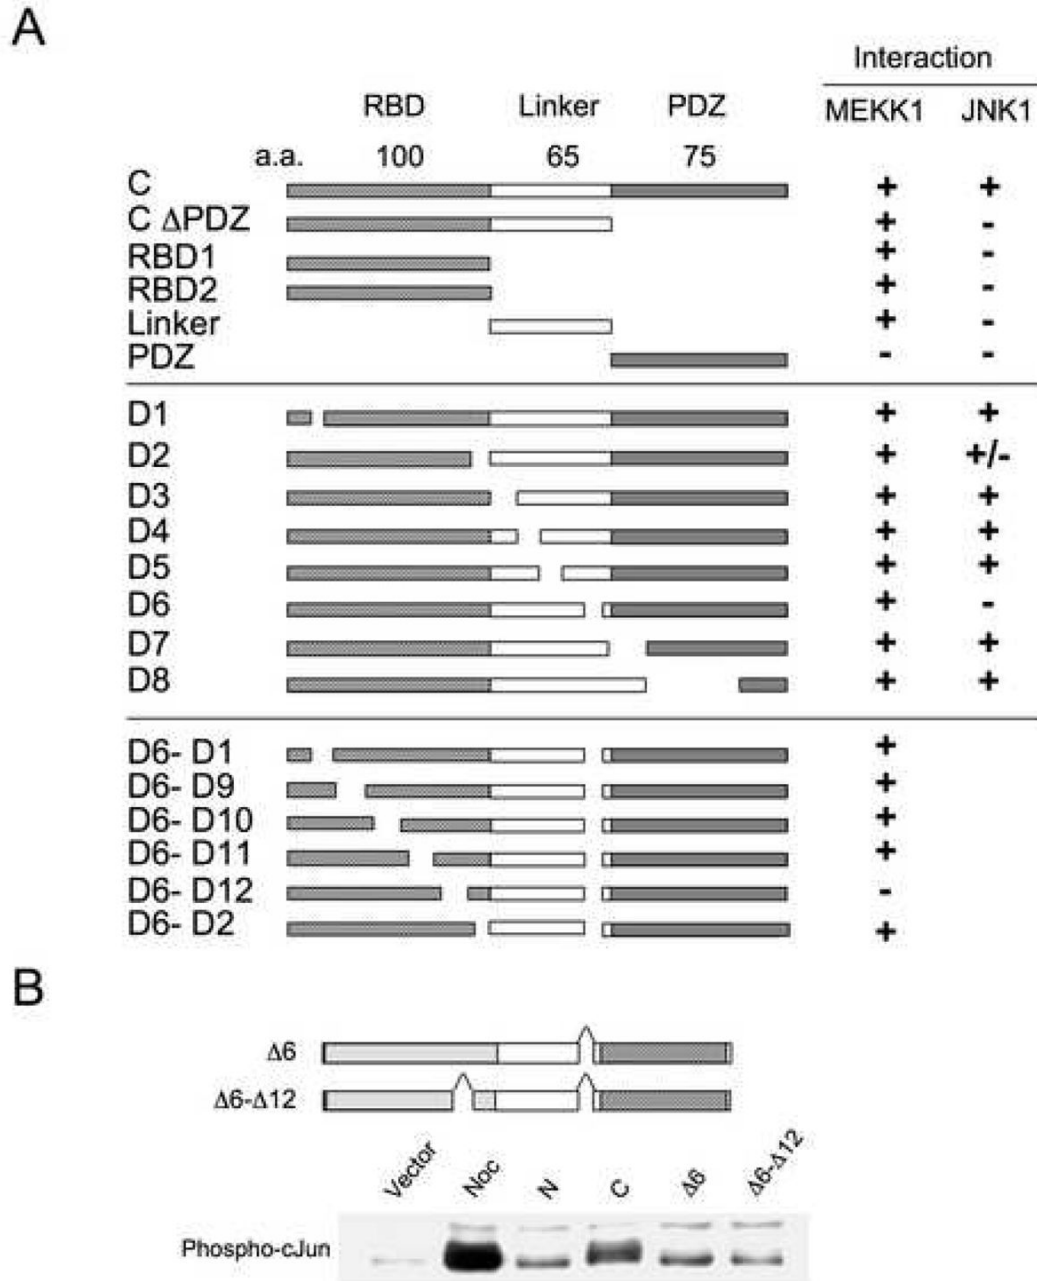 A
Interaction
RBD Linker PDZ MEKK1 JNK1
a.a. 100 65 75
C + +
C ΔPDZ + -
RBD1 + -
RBD2 + -
Linker + -
PDZ - -
D1 + +
D2 + +/-
D3 + +
D4 + +
D5 + +
D6 + -
D7 + +
D8 + +
D6- D1 +
D6- D9 +
D6- D10 +
D6- D11 +
D6- D12 -
D6- D2 +
B
Δ6
Δ6-Δ12
Vector Noc N C Δ6 Δ6-Δ12
Phospho-cJun